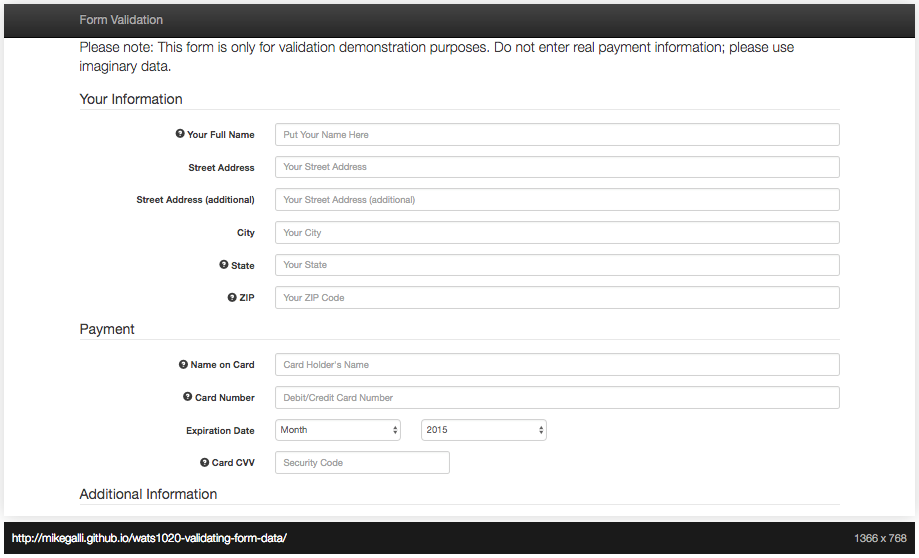 Form Validation
Please note: This form is only for validation demonstration purposes. Do not enter real payment information; please use
imaginary data.
Your Information
Your Full Name Put Your Name Here
Street Address Your Street Address
Street Address (additional) Your Street Address (additional)
City Your City
State Your State
ZIP Your ZIP Code
Payment
Name on Card Card Holder's Name
Card Number Debit/Credit Card Number
Expiration Date Month 2015
Card CVV Security Code
Additional Information
http://mikegalli.github.io/wats1020-validating-form-data/ 1366 x 768